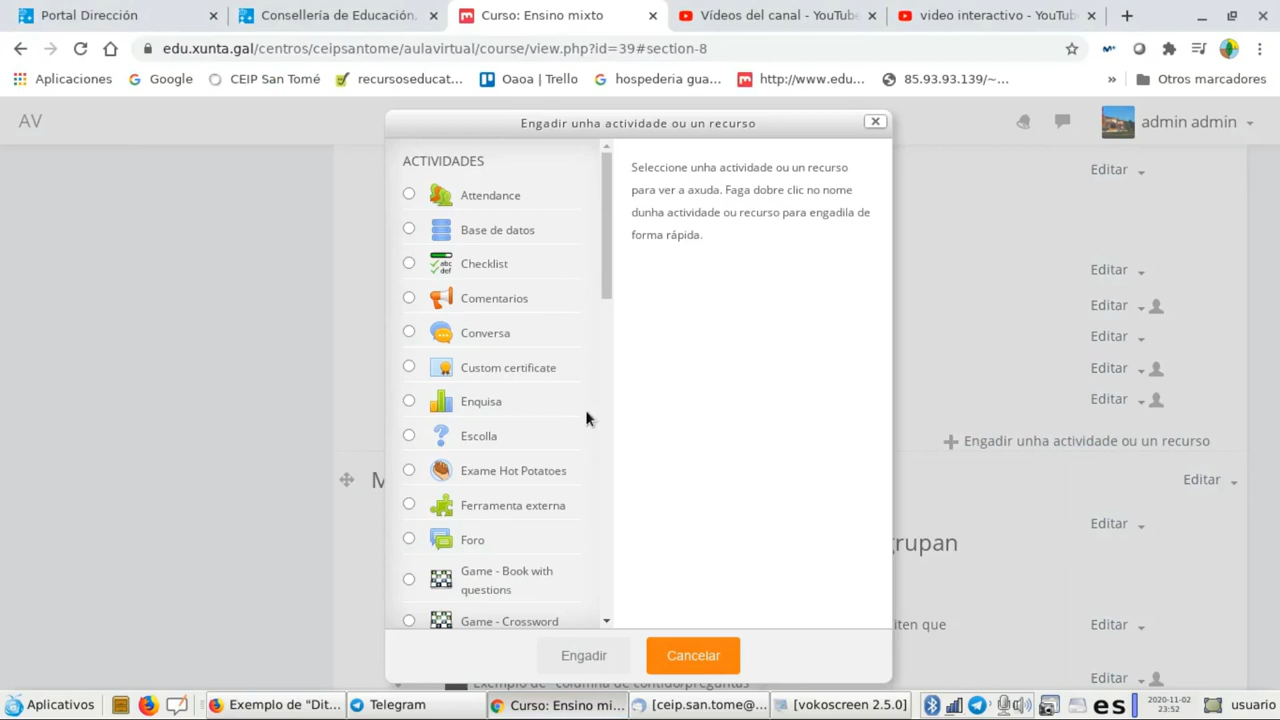 Portal Dirección
Consellería de Educación,
Curso: Ensino mixto
Vídeos del canal - YouTube
video interactivo - YouTube
edu.xunta.gal/centros/ceipsantome/aulavirtual/course/view.php?id=39#section-8
Aplicaciones
Google
CEIP San Tomé
recursoseducat...
Oaoa | Trello
hospederia gua...
http://www.edu...
85.93.93.139/~...
»
Otros marcadores
AV
admin admin
Engadir unha actividade ou un recurso
ACTIVIDADES
Attendance
Base de datos
Checklist
Comentarios
Conversa
Custom certificate
Enquisa
Escolla
Exame Hot Potatoes
Ferramenta externa
Foro
Game - Book with
questions
Game - Crossword
Seleccione unha actividade ou un recurso
para ver a axuda. Faga dobre clic no nome
dunha actividade ou recurso para engadila de
forma rápida.
Engadir
Cancelar
Editar
Editar
Editar
Editar
Editar
Editar
Engadir unha actividade ou un recurso
M
Editar
Editar
grupan
iten que
Editar
Editar
Exemplo de "columna de contido/preguntas
Aplicativos
Exemplo de "Dit...
Telegram
Curso: Ensino mi...
[ceip.san.tome@...
[vokoscreen 2.5.0]
es
2020-11-02
23:52
usuario